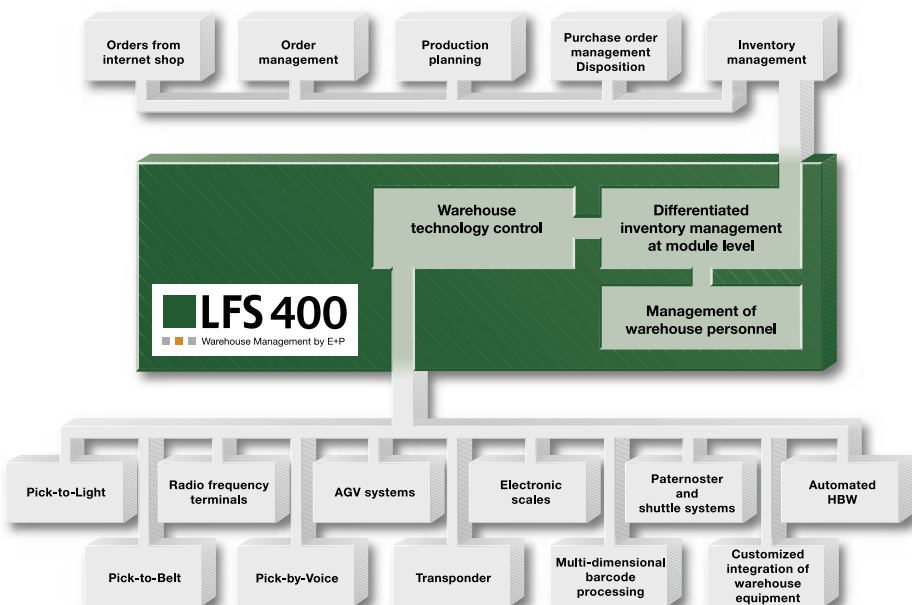 Orders from
internet shop
Order
management
Production
planning
Purchase order
management
Disposition
Inventory
management
Warehouse
technology control
Differentiated
inventory management
at module level
Management of
warehouse personnel
LFS 400
Warehouse Management by E+P
Pick-to-Light
Radio frequency
terminals
AGV systems
Electronic
scales
Paternoster
and
shuttle systems
Automated
HBW
Pick-to-Belt
Pick-by-Voice
Transponder
Multi-dimensional
barcode
processing
Customized
integration of
warehouse
equipment